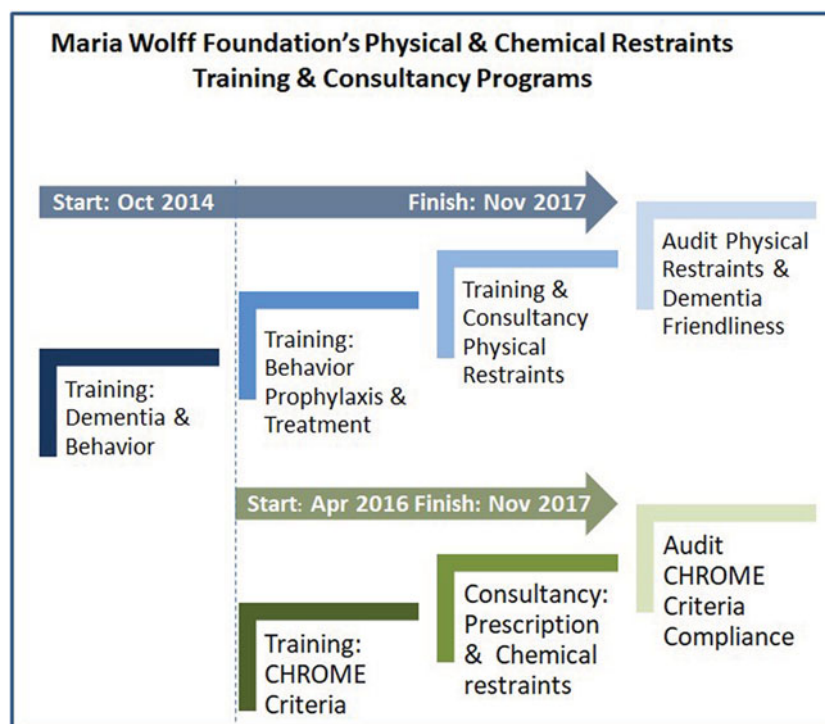 Maria Wolff Foundation's Physical & Chemical Restraints
Training & Consultancy Programs
Start: Oct 2014 Finish: Nov 2017
Training:
Dementia &
Behavior
Training:
Behavior
Prophylaxis &
Treatment
Training &
Consultancy
Physical
Restraints
Audit Physical
Restraints &
Dementia
Friendliness
Start: Apr 2016 Finish: Nov 2017
Training:
CHROME
Criteria
Consultancy:
Prescription
& Chemical
restraints
Audit
CHROME
Criteria
Compliance